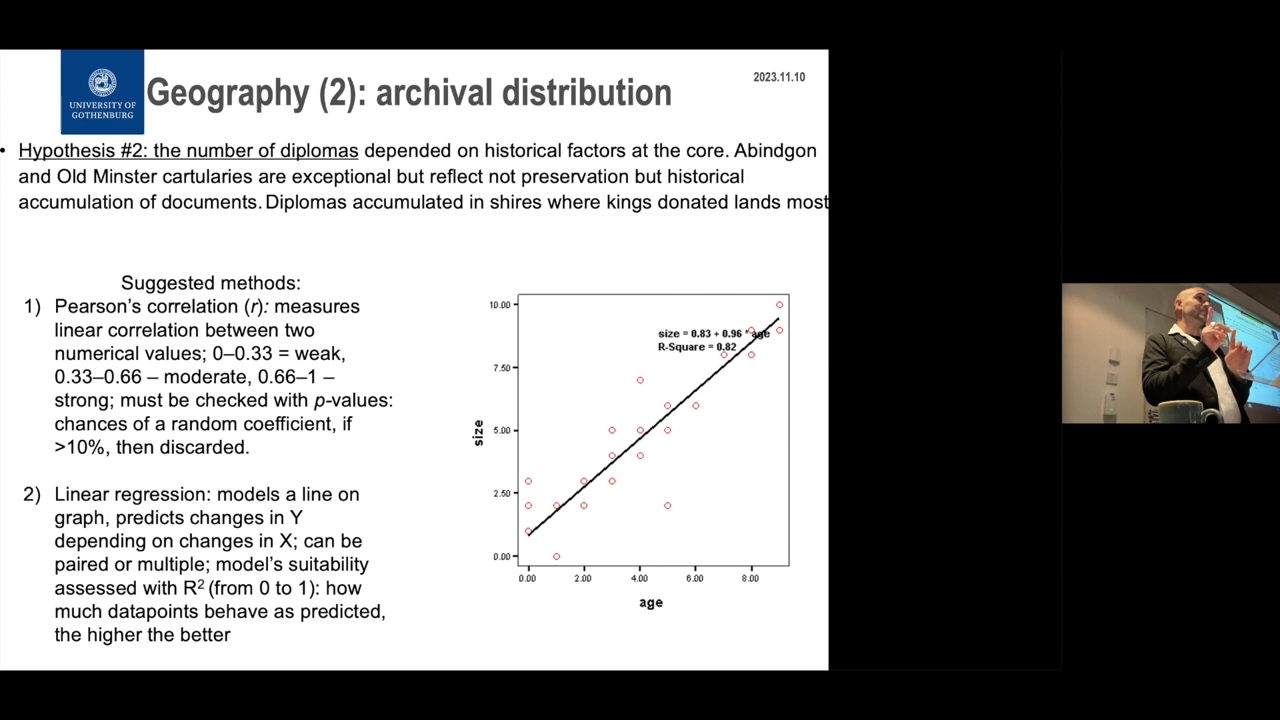 UNIVERSITY OF
GOTHENBURG
Geography (2): archival distribution
2023.11.10
• Hypothesis #2: the number of diplomas depended on historical factors at the core. Abindgon
and Old Minster cartularies are exceptional but reflect not preservation but historical
accumulation of documents. Diplomas accumulated in shires where kings donated lands most
Suggested methods:
1) Pearson’s correlation (r): measures
linear correlation between two
numerical values; 0–0.33 = weak,
0.33–0.66 – moderate, 0.66–1 –
strong; must be checked with p-values:
chances of a random coefficient, if
>10%, then discarded.
2) Linear regression: models a line on
graph, predicts changes in Y
depending on changes in X; can be
paired or multiple; model’s suitability
assessed with R² (from 0 to 1): how
much datapoints behave as predicted,
the higher the better
size = 0.83 + 0.96 * age
R-Square = 0.82
10.00
7.50
5.00
2.50
0.00
size
0.00 2.00 4.00 6.00 8.00
age